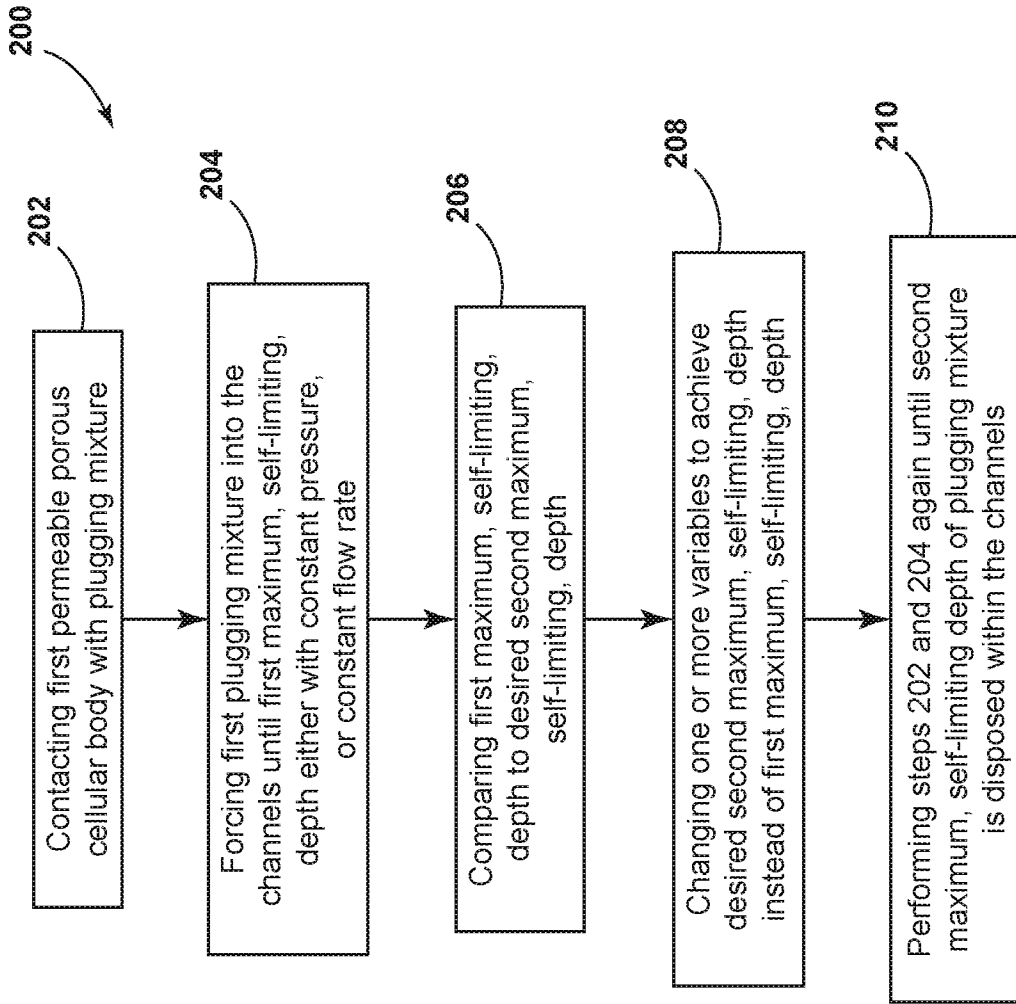 200
202
Contacting first permeable porous
cellular body with plugging mixture
204
Forcing first plugging mixture into the
channels until first maximum, self-limiting,
depth either with constant pressure,
or constant flow rate
206
Comparing first maximum, self-limiting,
depth to desired second maximum,
self-limiting, depth
208
Changing one or more variables to achieve
desired second maximum, self-limiting, depth
instead of first maximum, self-limiting, depth
210
Performing steps 202 and 204 again until second
maximum, self-limiting depth of plugging mixture
is disposed within the channels